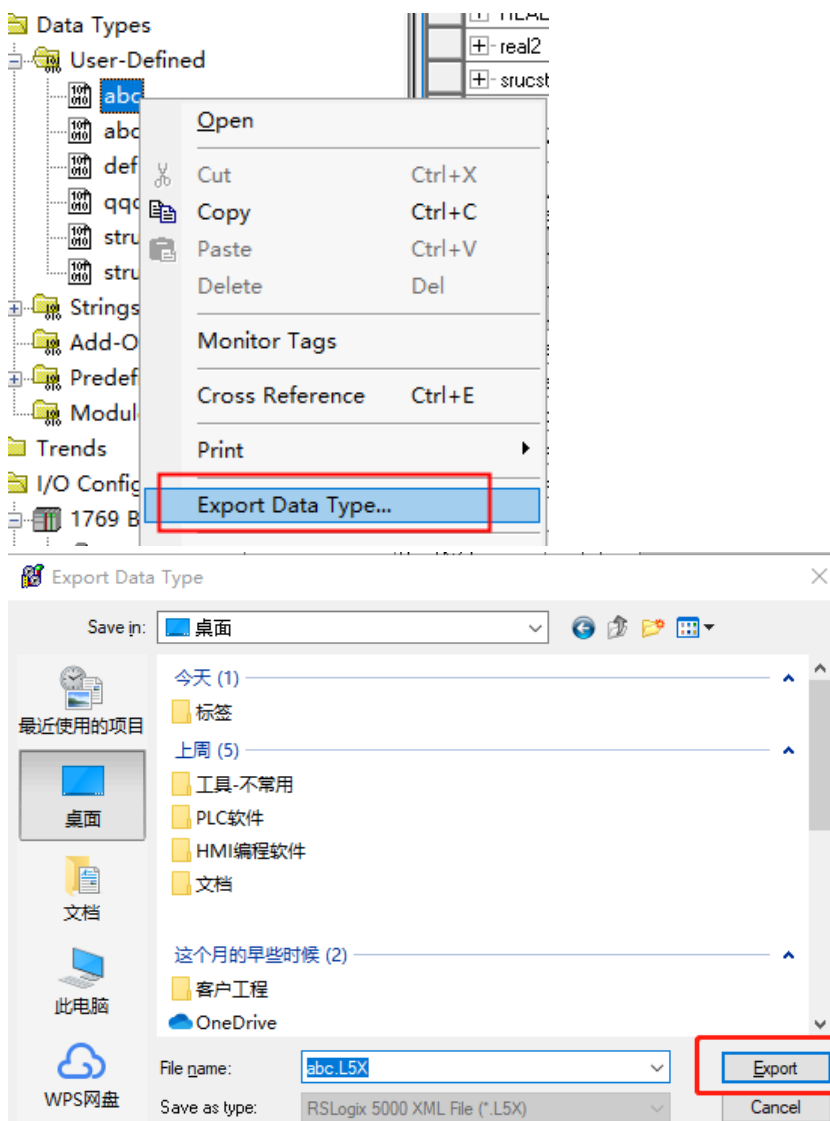 Data Types
User-Defined
real2
abc
srucst
Open
abc
def
Cut Ctrl+X
qqc
Copy Ctrl+C
stru
Paste Ctrl+V
stru
Delete Del
Strings
Add-O
Monitor Tags
Predef
Cross Reference Ctrl+E
Modul
Trends
Print
I/O Config
Export Data Type...
1769 B
Export Data Type
Save in: 桌面
今天 (1)
标签
最近使用的项目
上周 (5)
工具-不常用
PLC软件
桌面
HMI编程软件
文档
文档
这个月的早些时候 (2)
客户工程
此电脑
OneDrive
File name: abc.L5X Export
WPS网盘
Save as type: RSLogix 5000 XML File (*.L5X) Cancel